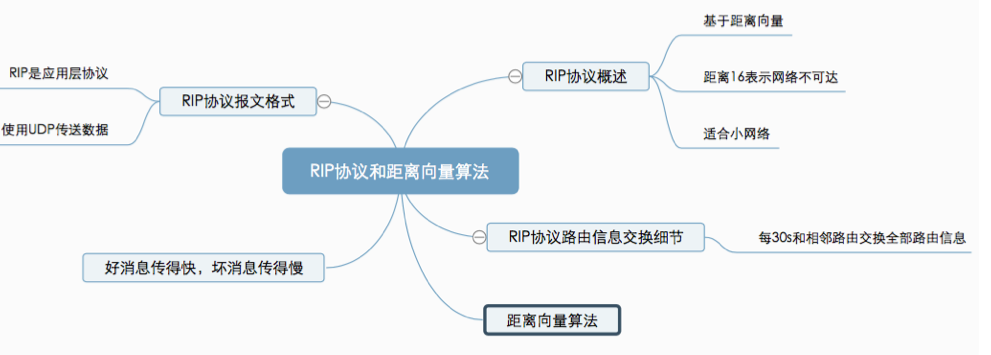 基于距离向量
RIP协议概述
距离16表示网络不可达
适合小网络
RIP是应用层协议
RIP协议报文格式
使用UDP传送数据
RIP协议和距离向量算法
RIP协议路由信息交换细节
每30s和相邻路由交换全部路由信息
好消息传得快，坏消息传得慢
距离向量算法